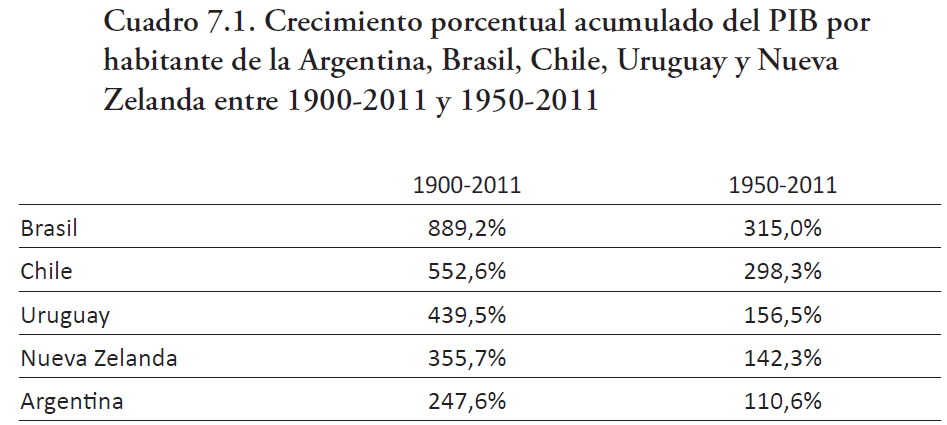 Cuadro 7.1. Crecimiento porcentual acumulado del PIB por
habitante de la Argentina, Brasil, Chile, Uruguay y Nueva
Zelanda entre 1900-2011 y 1950-2011
1900-2011 1950-2011
Brasil 889,2% 315,0%
Chile 552,6% 298,3%
Uruguay 439,5% 156,5%
Nueva Zelanda 355,7% 142,3%
Argentina 247,6% 110,6%